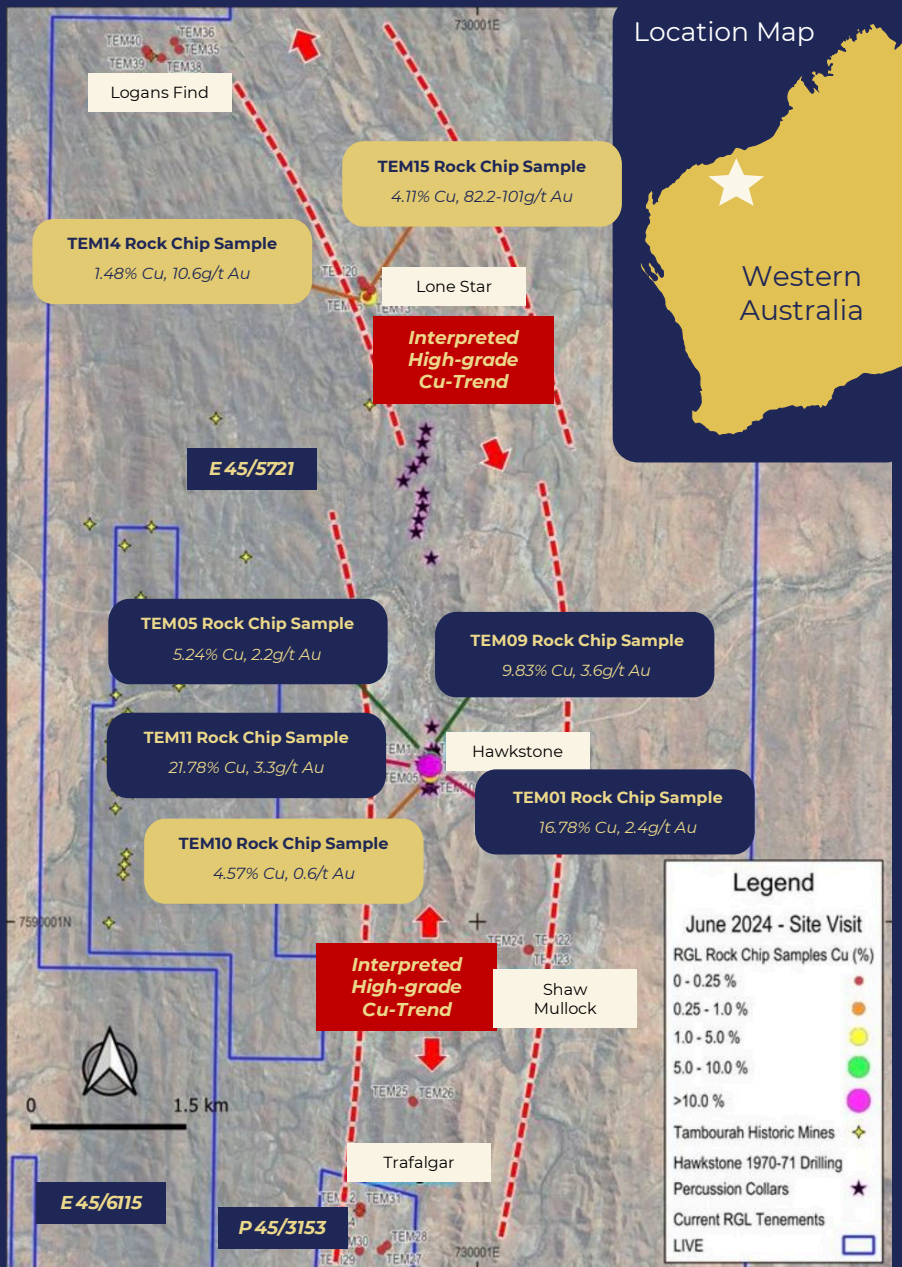 730001E
Location Map
TEM40
TEM36
TEM35
TEM39
TEM38
Logans Find
TEM15 Rock Chip Sample
4.11% Cu, 82.2-101g/t Au
TEM14 Rock Chip Sample
1.48% Cu, 10.6g/t Au
Lone Star
TEM13
Western
Australia
Interpreted
High-grade
Cu-Trend
E 45/5721
TEM05 Rock Chip Sample
5.24% Cu, 2.2g/t Au
TEM09 Rock Chip Sample
9.83% Cu, 3.6g/t Au
TEM11 Rock Chip Sample
21.78% Cu, 3.3g/t Au
Hawkstone
TEM05
TEM01 Rock Chip Sample
16.78% Cu, 2.4g/t Au
TEM10 Rock Chip Sample
4.57% Cu, 0.6/t Au
7590001N
TEM24
TEM22
TEM23
Interpreted
High-grade
Cu-Trend
Shaw
Mullock
TEM25
TEM26
0
1.5 km
Trafalgar
TEM31
E 45/6115
P 45/3153
TEM28
TEM29
TEM27
730001E
Legend
June 2024 - Site Visit
RGL Rock Chip Samples Cu (%)
0 - 0.25 %
0.25 - 1.0 %
1.0 - 5.0 %
5.0 - 10.0 %
>10.0 %
Tambourah Historic Mines
Hawkstone 1970-71 Drilling
Percussion Collars
Current RGL Tenements
LIVE